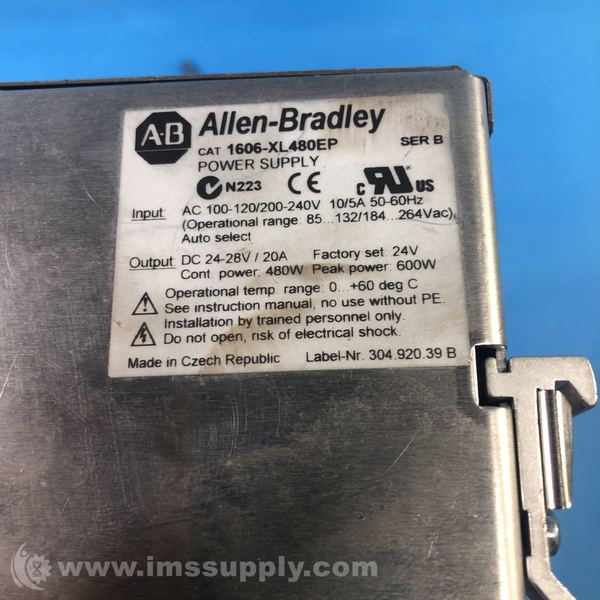 A-B Allen-Bradley
CAT 1606-XL480EP SER B
POWER SUPPLY
N223 CE c RU US
Input: AC 100-120/200-240V 10/5A 50-60Hz
(Operational range: 85...132/184...264Vac)
Auto select
Output: DC 24-28V / 20A Factory set: 24V
Cont. power: 480W Peak power: 600W
Operational temp. range: 0...+60 deg C
See instruction manual, no use without PE.
Installation by trained personnel only.
Do not open, risk of electrical shock.
Made in Czech Republic Label-Nr. 304.920.39 B
www.imssupply.com/